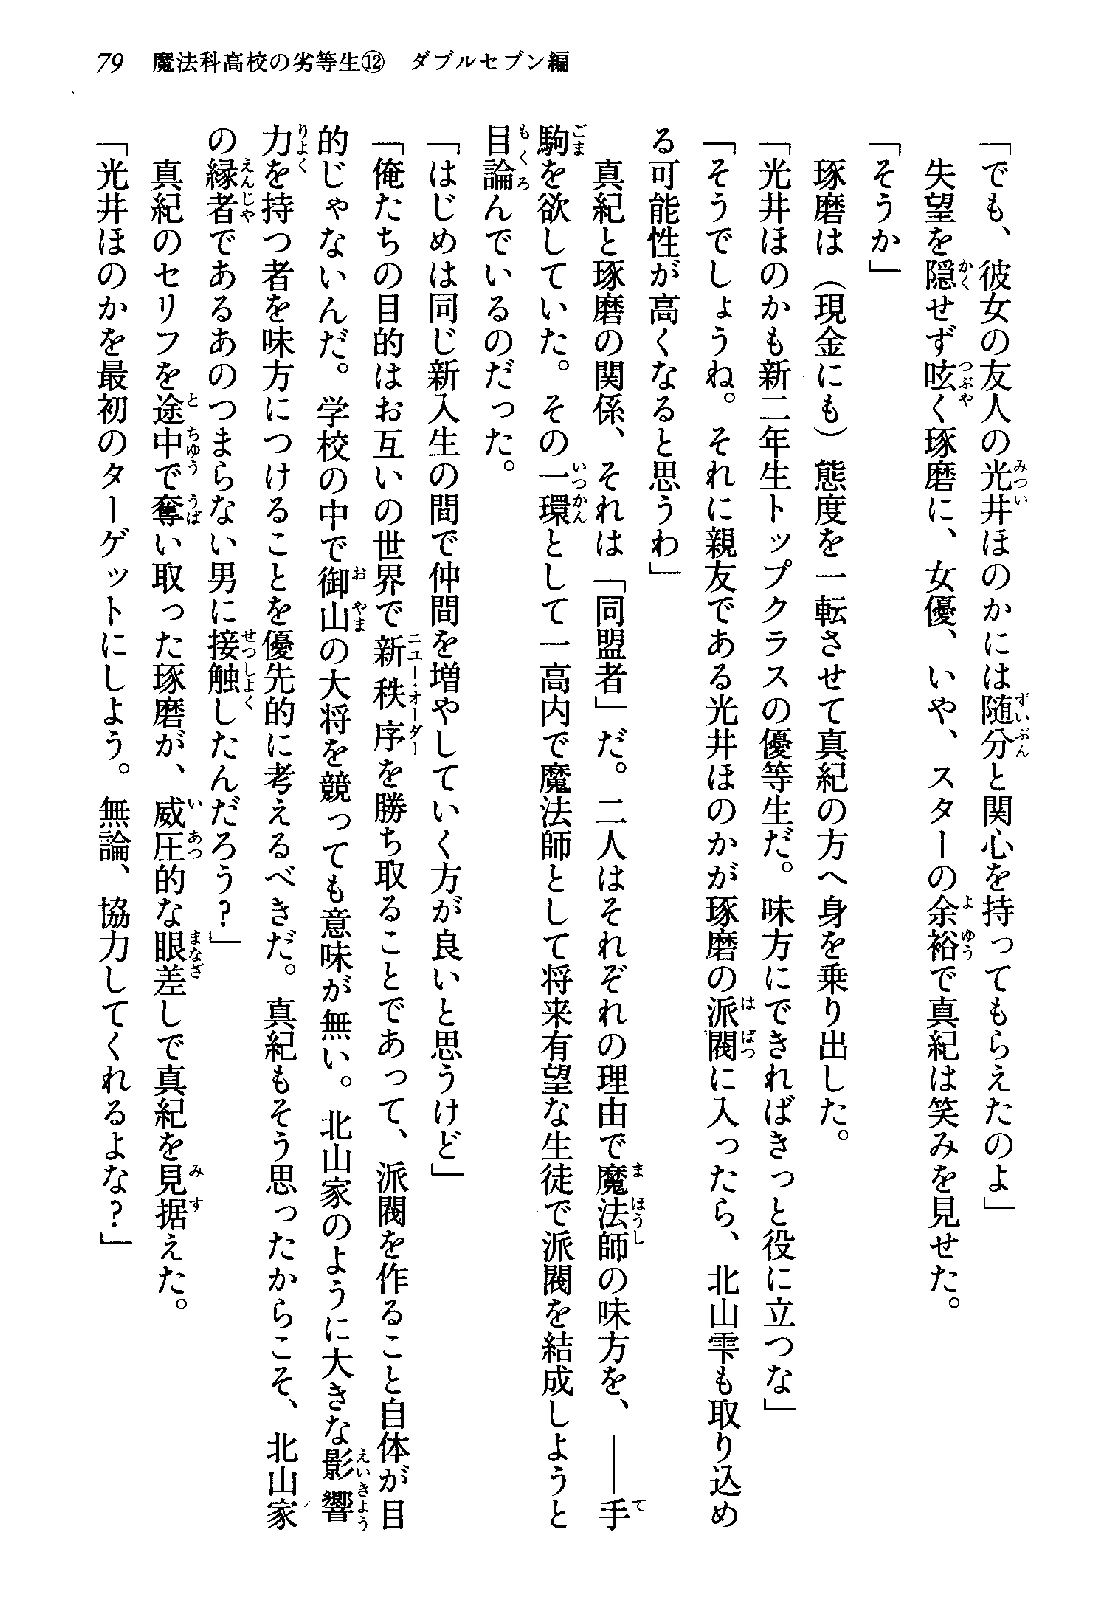 79 魔法科高校の劣等生⑫ ダブルセブン編
「でも、彼女の友人の光井ほのかには随分と関心を持ってもらえたのよ」
失望を隠せず呟く琢磨に、女優、いや、スターの余裕で真紀は笑みを見せた。
「そうか」
琢磨は（現金にも）態度を一転させて真紀の方へ身を乗り出した。
「光井ほのかも新二年生トップクラスの優等生だ。味方にできればきっと役に立つな」
「そうでしょうね。それに親友である光井ほのかが琢磨の派閥に入ったら、北山雫も取り込め
る可能性が高くなると思うわ」
真紀と琢磨の関係、それは「同盟者」だ。二人はそれぞれの理由で魔法師の味方を、――手
駒を欲していた。その一環として一高内で魔法師として将来有望な生徒で派閥を結成しようと
目論んでいるのだった。
「はじめは同じ新入生の間で仲間を増やしていく方が良いと思うけど」
「俺たちの目的はお互いの世界で新秩序を勝ち取ることであって、派閥を作ること自体が目
的じゃないんだ。学校の中で御山の大将を競っても意味が無い。北山家のように大きな影響
力を持つ者を味方につけることを優先的に考えるべきだ。真紀もそう思ったからこそ、北山家
の縁者であるあのつまらない男に接触したんだろう？」
真紀のセリフを途中で奪い取った琢磨が、威圧的な眼差しで真紀を見据えた。
「光井ほのかを最初のターゲットにしよう。無論、協力してくれるよな？」